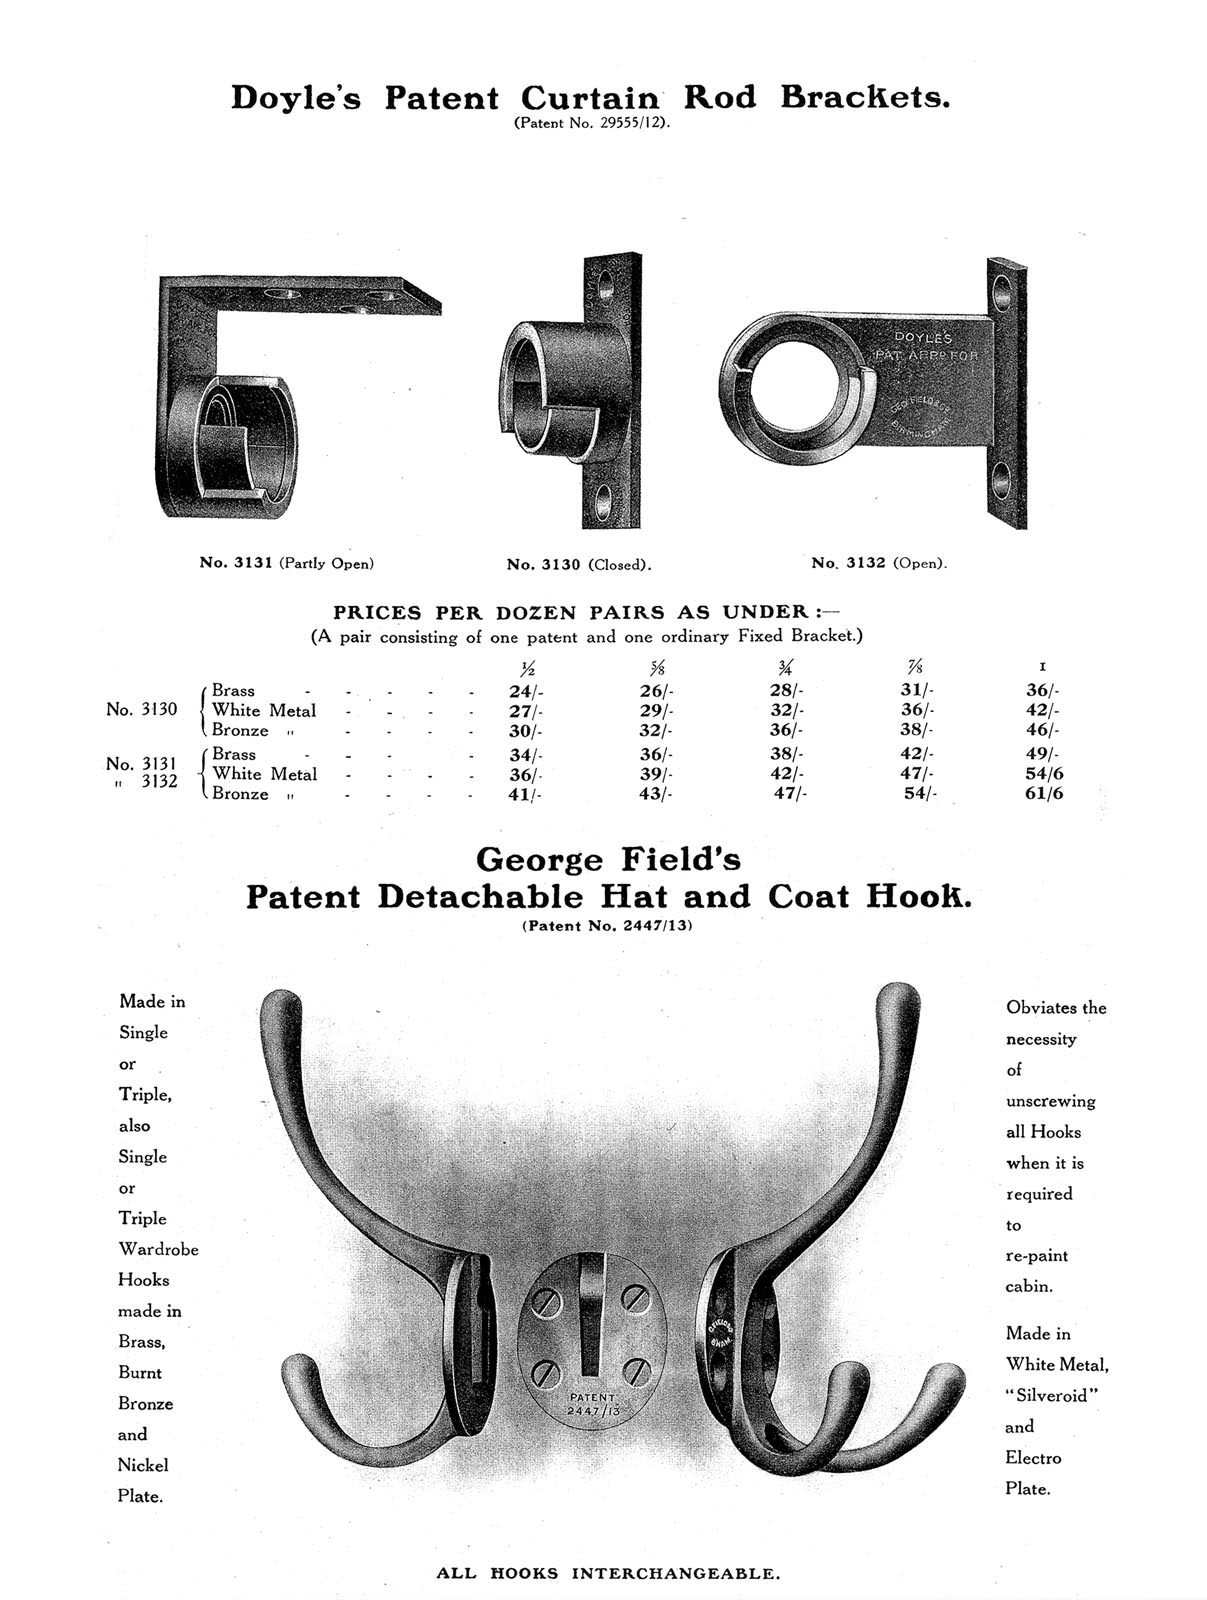 Doyle's Patent Curtain Rod Brackets.
(Patent No. 29555/12).
DOYLE'S
PAT. APPD FOR
GEO FIELD & CO
BIRMINGHAM
No. 3131 (Partly Open)
No. 3130 (Closed).
No. 3132 (Open).
PRICES PER DOZEN PAIRS AS UNDER :—
(A pair consisting of one patent and one ordinary Fixed Bracket.)
½ ⅝ ¾ ⅞ 1
No. 3130
Brass - - - - - 24/- 26/- 28/- 31/- 36/-
White Metal - - - - 27/- 29/- 32/- 36/- 42/-
Bronze " - - - - 30/- 32/- 36/- 38/- 46/-
No. 3131
" 3132
Brass - - - - - 34/- 36/- 38/- 42/- 49/-
White Metal - - - - 36/- 39/- 42/- 47/- 54/6
Bronze " - - - - 41/- 43/- 47/- 54/- 61/6
George Field's
Patent Detachable Hat and Coat Hook.
(Patent No. 2447/13)
Made in
Single
or
Triple,
also
Single
or
Triple
Wardrobe
Hooks
made in
Brass,
Burnt
Bronze
and
Nickel
Plate.
PATENT
2447/13
G. FIELD &
BHAM
Obviates the
necessity
of
unscrewing
all Hooks
when it is
required
to
re-paint
cabin.
Made in
White Metal,
"Silveroid"
and
Electro
Plate.
ALL HOOKS INTERCHANGEABLE.